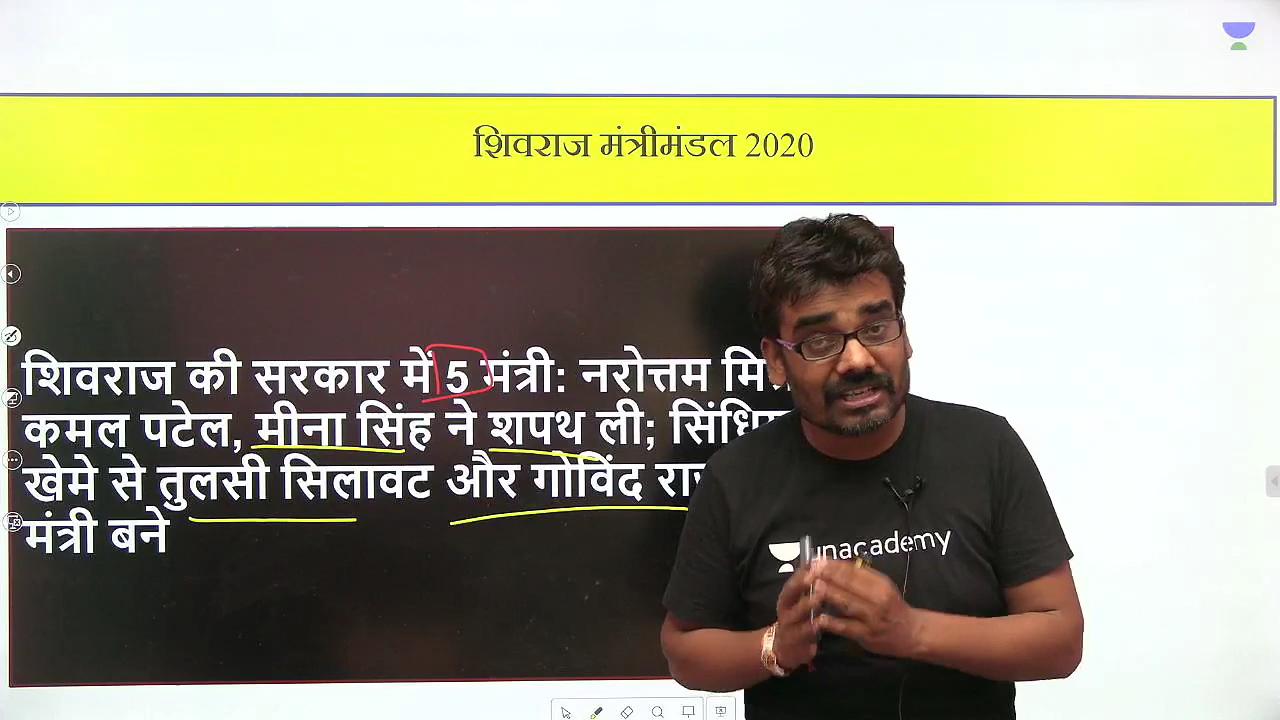 शिवराज मंत्रीमंडल 2020
शिवराज की सरकार में 5 मंत्री: नरोत्तम
कमल पटेल, मीना सिंह ने शपथ ली;
खेमे से तुलसी सिलावट और गोविंद
मंत्री बने
unacademy